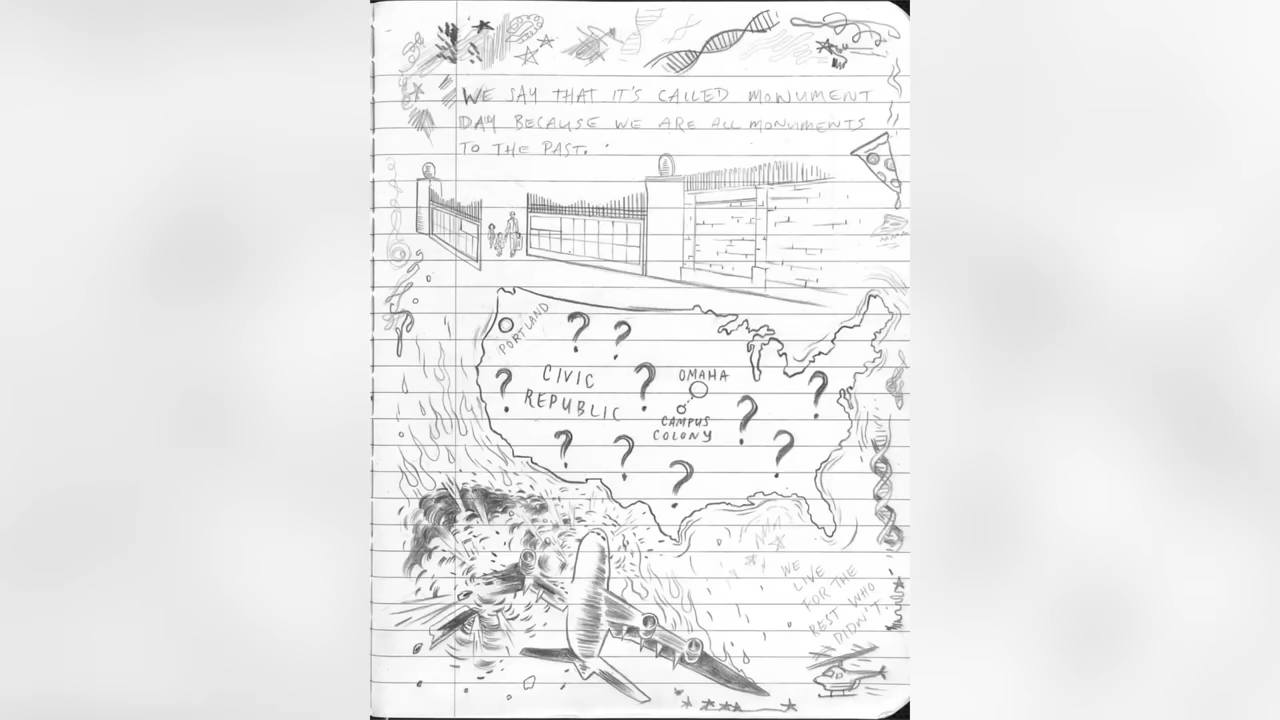 WE SAY THAT IT'S CALLED MONUMENT
DAY BECAUSE WE ARE ALL MONUMENTS
TO THE PAST.
PORTLAND
? ? ? ? ? ? ? ? ? ? ?
CIVIC
REPUBLIC
OMAHA
CAMPUS
COLONY
WE
LIVE
FOR THE
REST WHO
DIDN'T.